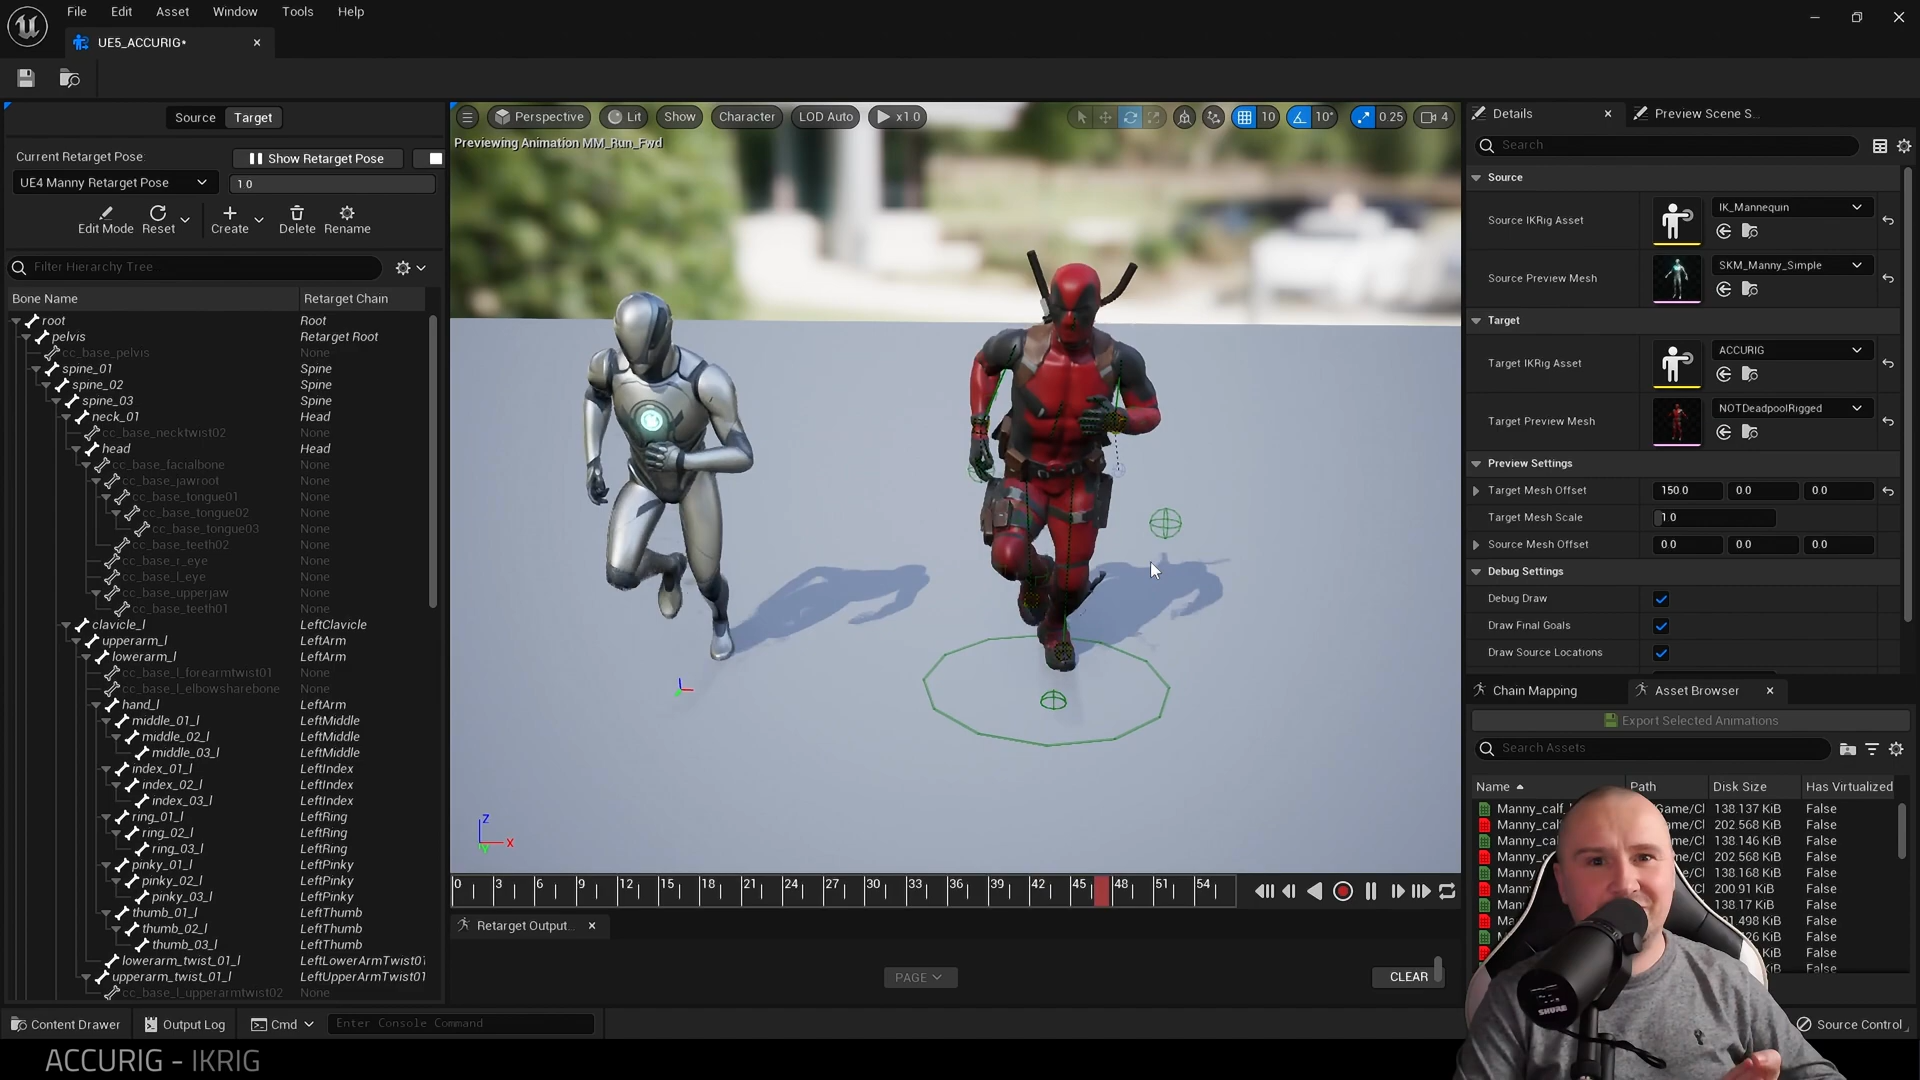 File Edit Asset Window Tools Help
UE5_ACCURIG*
Source Target
Current Retarget Pose:
Show Retarget Pose
UE4 Manny Retarget Pose
1.0
Edit Mode Reset Create Delete Rename
Filter Hierarchy Tree...
Bone Name Retarget Chain
root Root
pelvis Retarget Root
cc_base_pelvis None
spine_01 Spine
spine_02 Spine
spine_03 Spine
neck_01 Head
cc_base_necktwist02 None
head Head
cc_base_facialbone None
cc_base_jawroot None
cc_base_tongue01 None
cc_base_tongue02 None
cc_base_tongue03 None
cc_base_teeth02 None
cc_base_r_eye None
cc_base_l_eye None
cc_base_upperjaw None
cc_base_teeth01 None
clavicle_l LeftClavicle
upperarm_l LeftArm
lowerarm_l LeftArm
cc_base_l_forearmtwist01 None
cc_base_l_elbowsharebone None
hand_l LeftArm
middle_01_l LeftMiddle
middle_02_l LeftMiddle
middle_03_l LeftMiddle
index_01_l LeftIndex
index_02_l LeftIndex
index_03_l LeftIndex
ring_01_l LeftRing
ring_02_l LeftRing
ring_03_l LeftRing
pinky_01_l LeftPinky
pinky_02_l LeftPinky
pinky_03_l LeftPinky
thumb_01_l LeftThumb
thumb_02_l LeftThumb
thumb_03_l LeftThumb
lowerarm_twist_01_l LeftLowerArmTwist01
upperarm_twist_01_l LeftUpperArmTwist01
cc_base_l_upperarmtwist02 None
Perspective Lit Show Character LOD Auto x1.0 10 10° 0.25 4
Previewing Animation MM_Run_Fwd
Z
X
Y
0 3 6 9 12 15 18 21 24 27 30 33 36 39 42 45 48 51 54
Retarget Output..
PAGE
CLEAR
Details Preview Scene S...
Search
Source
Source IKRig Asset IK_Mannequin
Source Preview Mesh SKM_Manny_Simple
Target
Target IKRig Asset ACCURIG
Target Preview Mesh NOTDeadpoolRigged
Preview Settings
Target Mesh Offset 150.0 0.0 0.0
Target Mesh Scale 1.0
Source Mesh Offset 0.0 0.0 0.0
Debug Settings
Debug Draw
Draw Final Goals
Draw Source Locations
Chain Mapping Asset Browser
Export Selected Animations
Search Assets
Name Path Disk Size Has Virtualized
Manny_calf 138.137 KiB False
202.568 KiB False
138.146 KiB False
202.568 KiB False
138.168 KiB False
200.91 KiB False
138.17 KiB False
False
False
False
False
Content Drawer Output Log Cmd Enter Console Command
Source Control
SHURE
ACCURIG - IKRIG